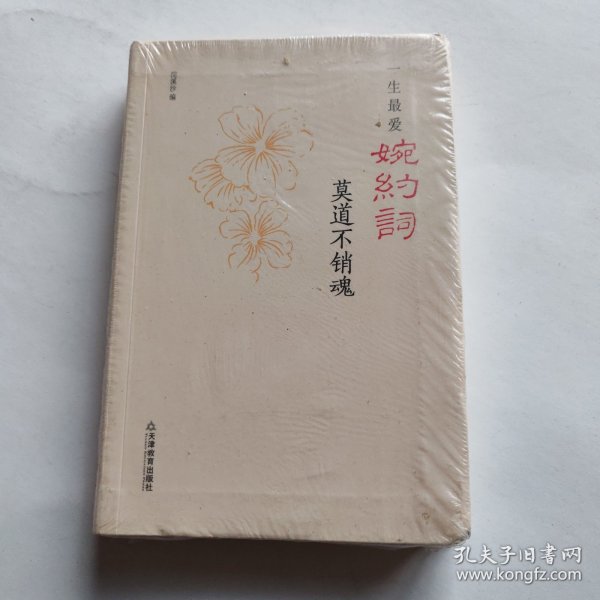 一生最爱
婉約詞
莫道不销魂
天津教育出版社
孔夫子旧书网
www.kongfz.com